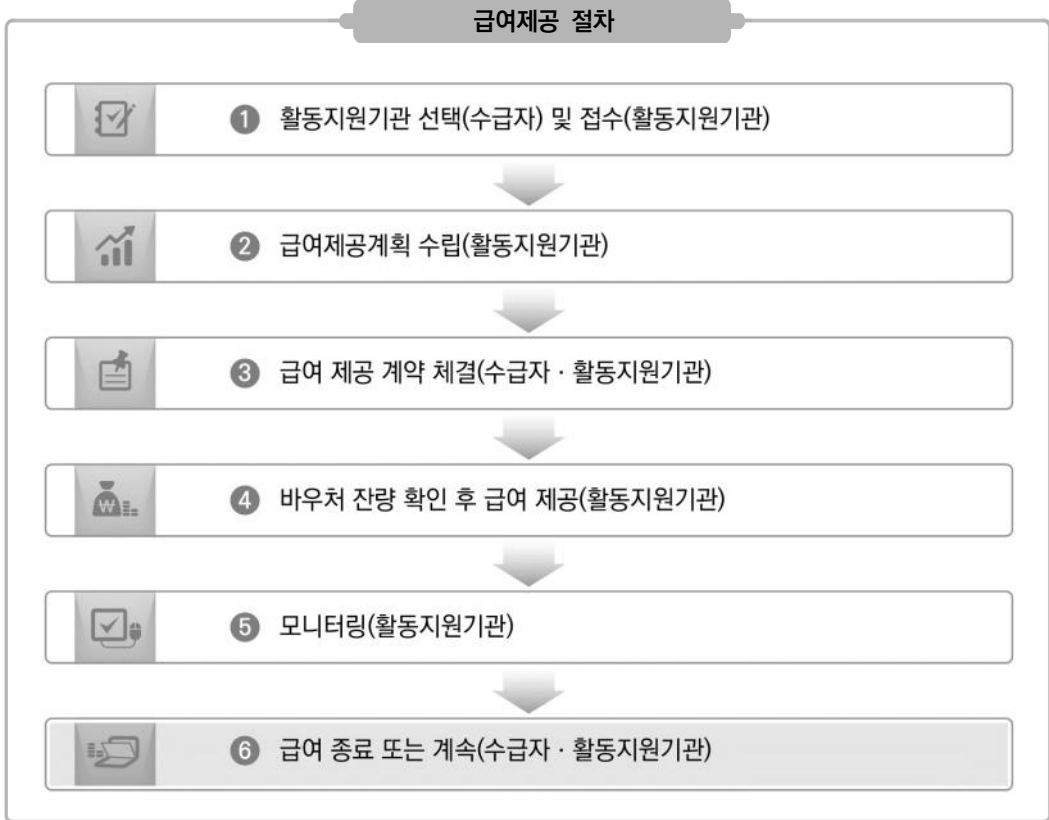 급여제공 절차
❶ 활동지원기관 선택(수급자) 및 접수(활동지원기관)
❷ 급여제공계획 수립(활동지원기관)
❸ 급여 제공 계약 체결(수급자 · 활동지원기관)
❹ 바우처 잔량 확인 후 급여 제공(활동지원기관)
❺ 모니터링(활동지원기관)
❻ 급여 종료 또는 계속(수급자 · 활동지원기관)